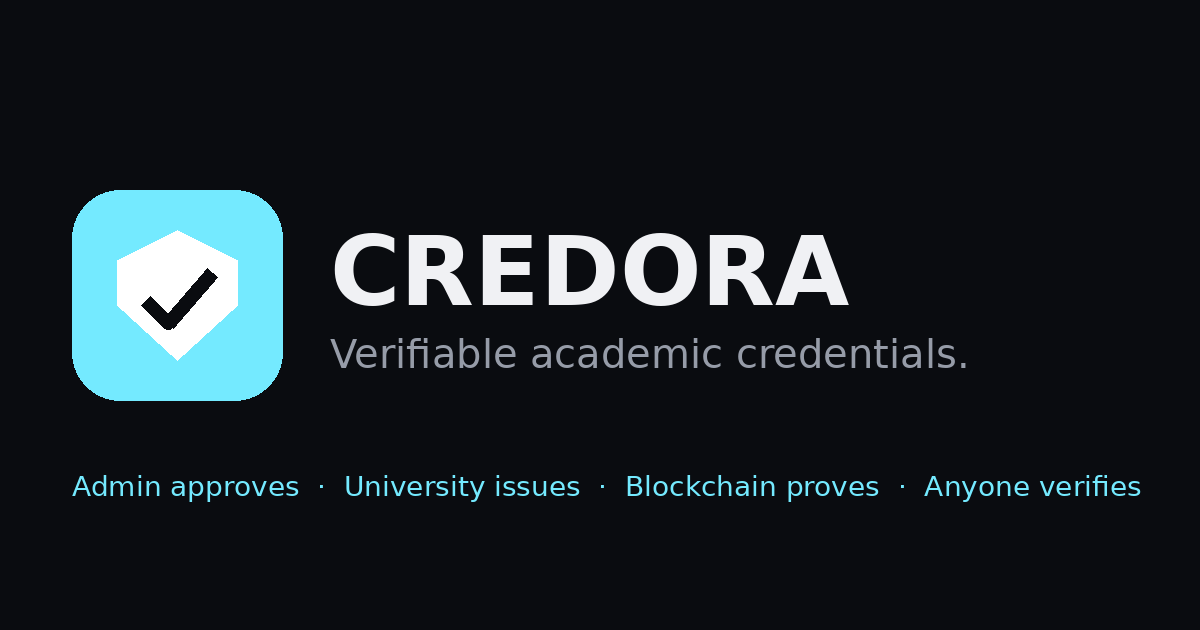 CREDORA
Verifiable academic credentials.
Admin approves · University issues · Blockchain proves · Anyone verifies